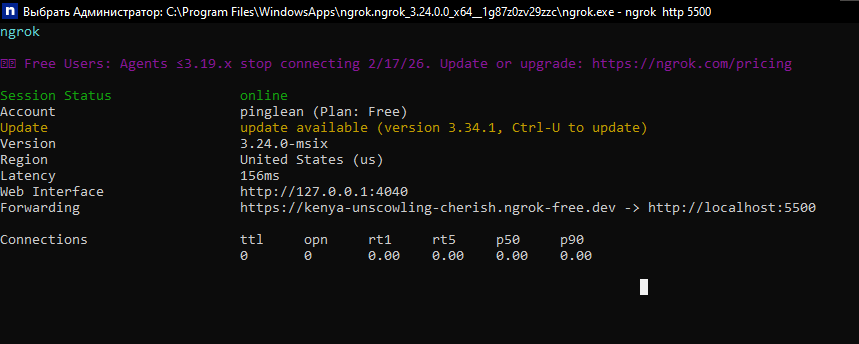 Выбрать Администратор: C:\Program Files\WindowsApps\ngrok.ngrok_3.24.0.0_x64__1g87z0zv29zzc\ngrok.exe - ngrok  http 5500
ngrok
Free Users: Agents ≤3.19.x stop connecting 2/17/26. Update or upgrade: https://ngrok.com/pricing
Session Status                online
Account                       pinglean (Plan: Free)
Update                        update available (version 3.34.1, Ctrl-U to update)
Version                       3.24.0-msix
Region                        United States (us)
Latency                       156ms
Web Interface                 http://127.0.0.1:4040
Forwarding                    https://kenya-unscowling-cherish.ngrok-free.dev -> http://localhost:5500
Connections                   ttl     opn     rt1     rt5     p50     p90
                              0       0       0.00    0.00    0.00    0.00